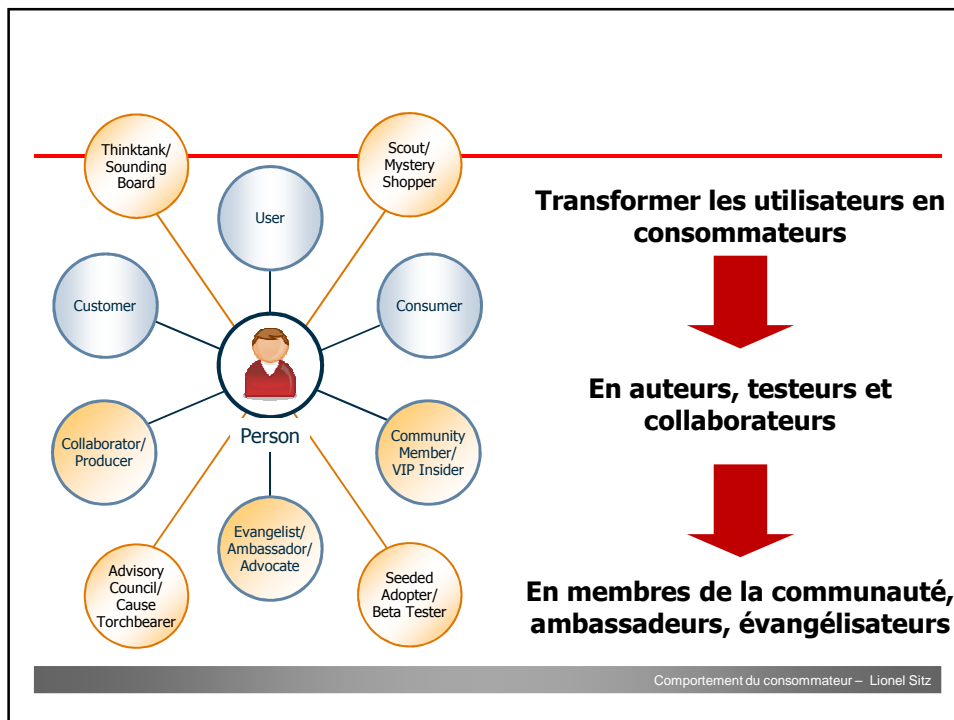 Thinktank/
Sounding
Board
Scout/
Mystery
Shopper
User
Customer
Consumer
Person
Collaborator/
Producer
Community
Member/
VIP Insider
Evangelist/
Ambassador/
Advocate
Advisory
Council/
Cause
Torchbearer
Seeded
Adopter/
Beta Tester
Transformer les utilisateurs en
consommateurs
En auteurs, testeurs et
collaborateurs
En membres de la communauté,
ambassadeurs, évangélisateurs
Comportement du consommateur – Lionel Sitz